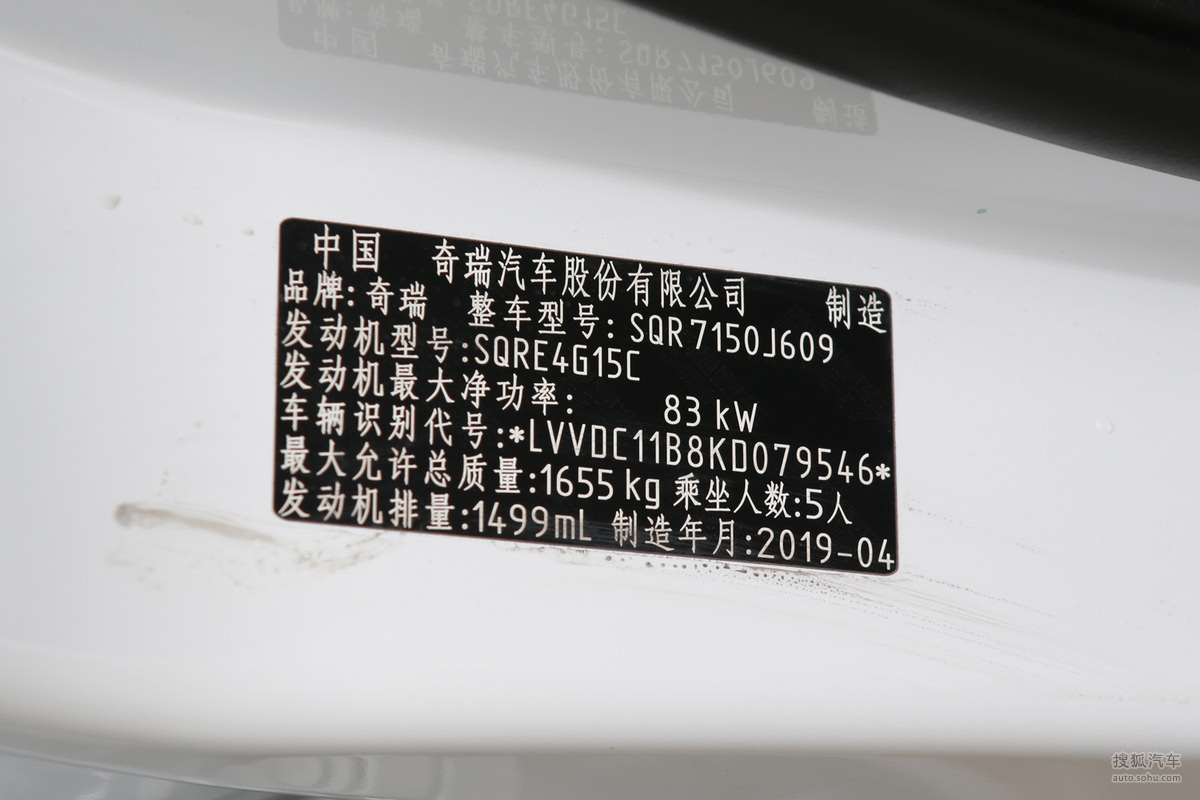 中国 奇瑞汽车股份有限公司 制造
品牌:奇瑞 整车型号:SQR7150J609
发动机型号:SQRE4G15C
发动机最大净功率: 83 kW
车辆识别代号:*LVVDC11B8KD079546*
最大允许总质量:1655kg 乘坐人数:5人
发动机排量:1499mL 制造年月:2019-04
搜狐汽车
auto.sohu.com